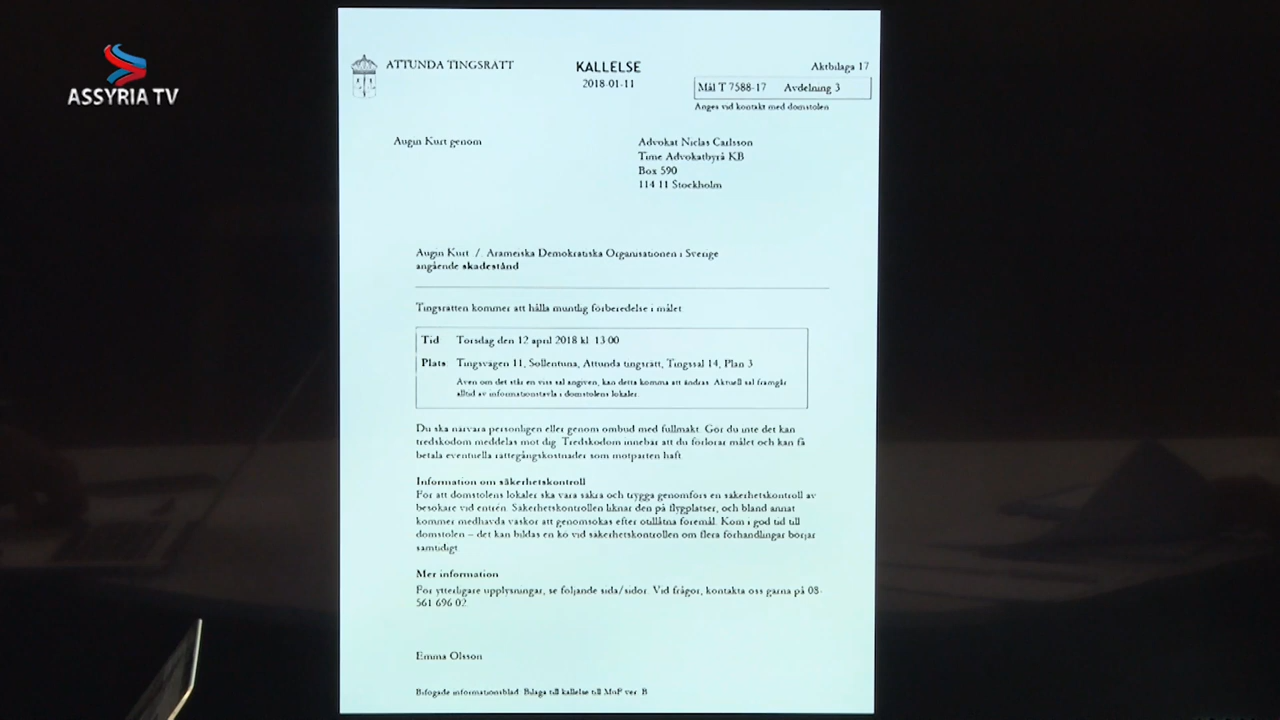 ASSYRIA TV
ATTUNDA TINGSRÄTT
KALLELSE
2018-01-11
Aktbilaga 17
Mål T 7588-17 Avdelning 3
Anges vid kontakt med domstolen
Augin Kurt genom
Advokat Niclas Carlsson
Time Advokatbyrå KB
Box 590
114 11 Stockholm
Augin Kurt / Arameiska Demokratiska Organisationen i Sverige
angående skadestånd
Tingsrätten kommer att hålla muntlig förberedelse i målet
Tid Torsdag den 12 april 2018 kl 13 00
Plats Tingsvägen 11, Sollentuna, Attunda tingsrätt, Tingssal 14, Plan 3
Även om det står en viss sal angiven, kan detta komma att ändras. Aktuell sal framgår
alltid av informationstavla i domstolens lokaler.
Du ska närvara personligen eller genom ombud med fullmakt. Gör du inte det kan
tredskodom meddelas mot dig. Tredskodom innebär att du förlorar målet och kan få
betala eventuella rättegångskostnader som motparten haft.
Information om säkerhetskontroll
För att domstolens lokaler ska vara säkra och trygga genomförs en säkerhetskontroll av
besökare vid entrén. Säkerhetskontrollen liknar den på flygplatser, och bland annat
kommer medhavda väskor att genomsökas efter otillåtna föremål. Kom i god tid till
domstolen – det kan bildas en kö vid säkerhetskontrollen om flera förhandlingar börjar
samtidigt.
Mer information
För ytterligare upplysningar, se följande sida/sidor. Vid frågor, kontakta oss gärna på 08-
561 696 02.
Emma Olsson
Bifogade informationsblad: Bilaga till kallelse till MuF ver. B